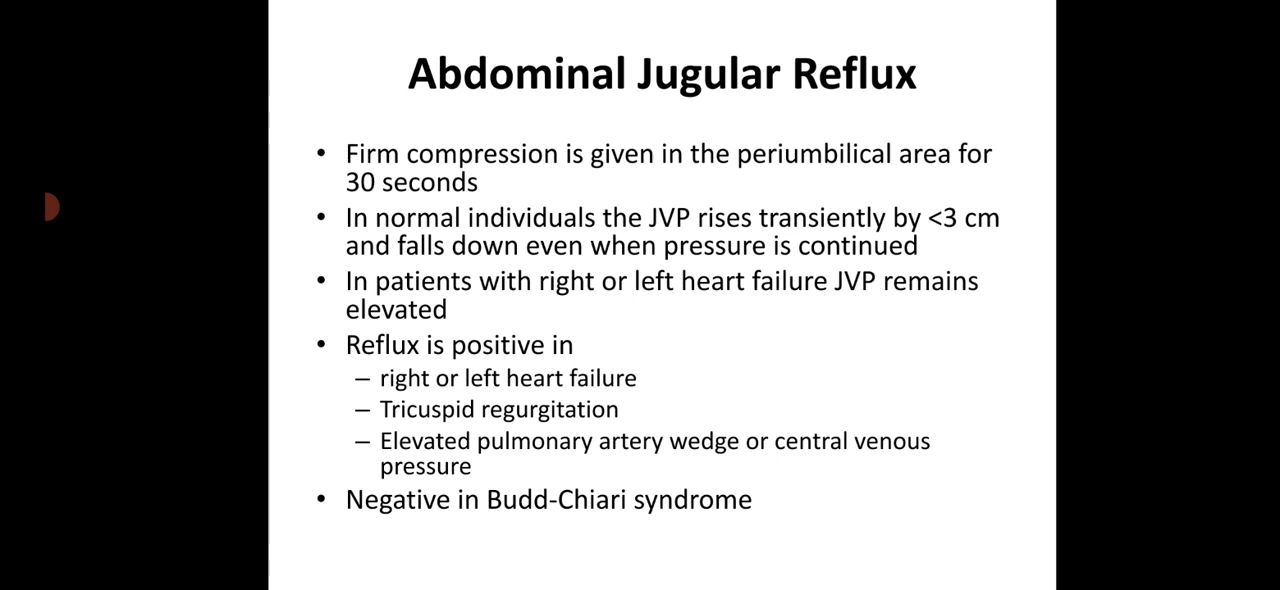 Abdominal Jugular Reflux
• Firm compression is given in the periumbilical area for
30 seconds
• In normal individuals the JVP rises transiently by <3 cm
and falls down even when pressure is continued
• In patients with right or left heart failure JVP remains
elevated
• Reflux is positive in
– right or left heart failure
– Tricuspid regurgitation
– Elevated pulmonary artery wedge or central venous
pressure
• Negative in Budd-Chiari syndrome